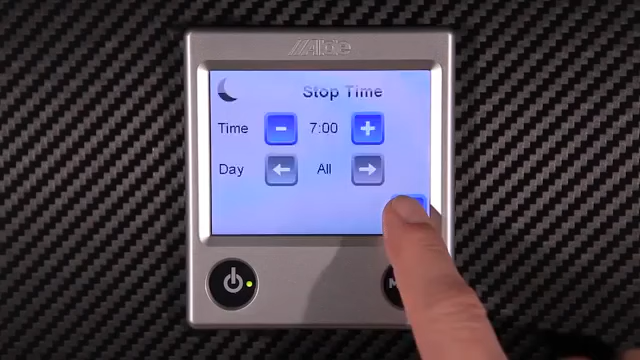 Alde
Stop Time
Time - 7:00 +
Day ← All →